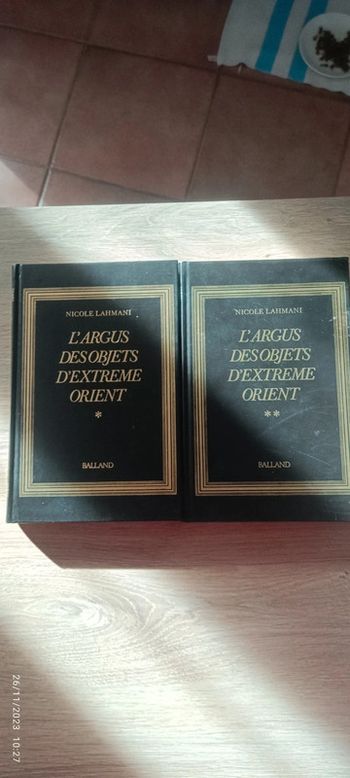 NICOLE LAHMANI
L'ARGUS
DES OBJETS
D'EXTREME
ORIENT
*
BALLAND
NICOLE LAHMANI
L'ARGUS
DES OBJETS
D'EXTREME
ORIENT
**
BALLAND
26/11/2023 10:27